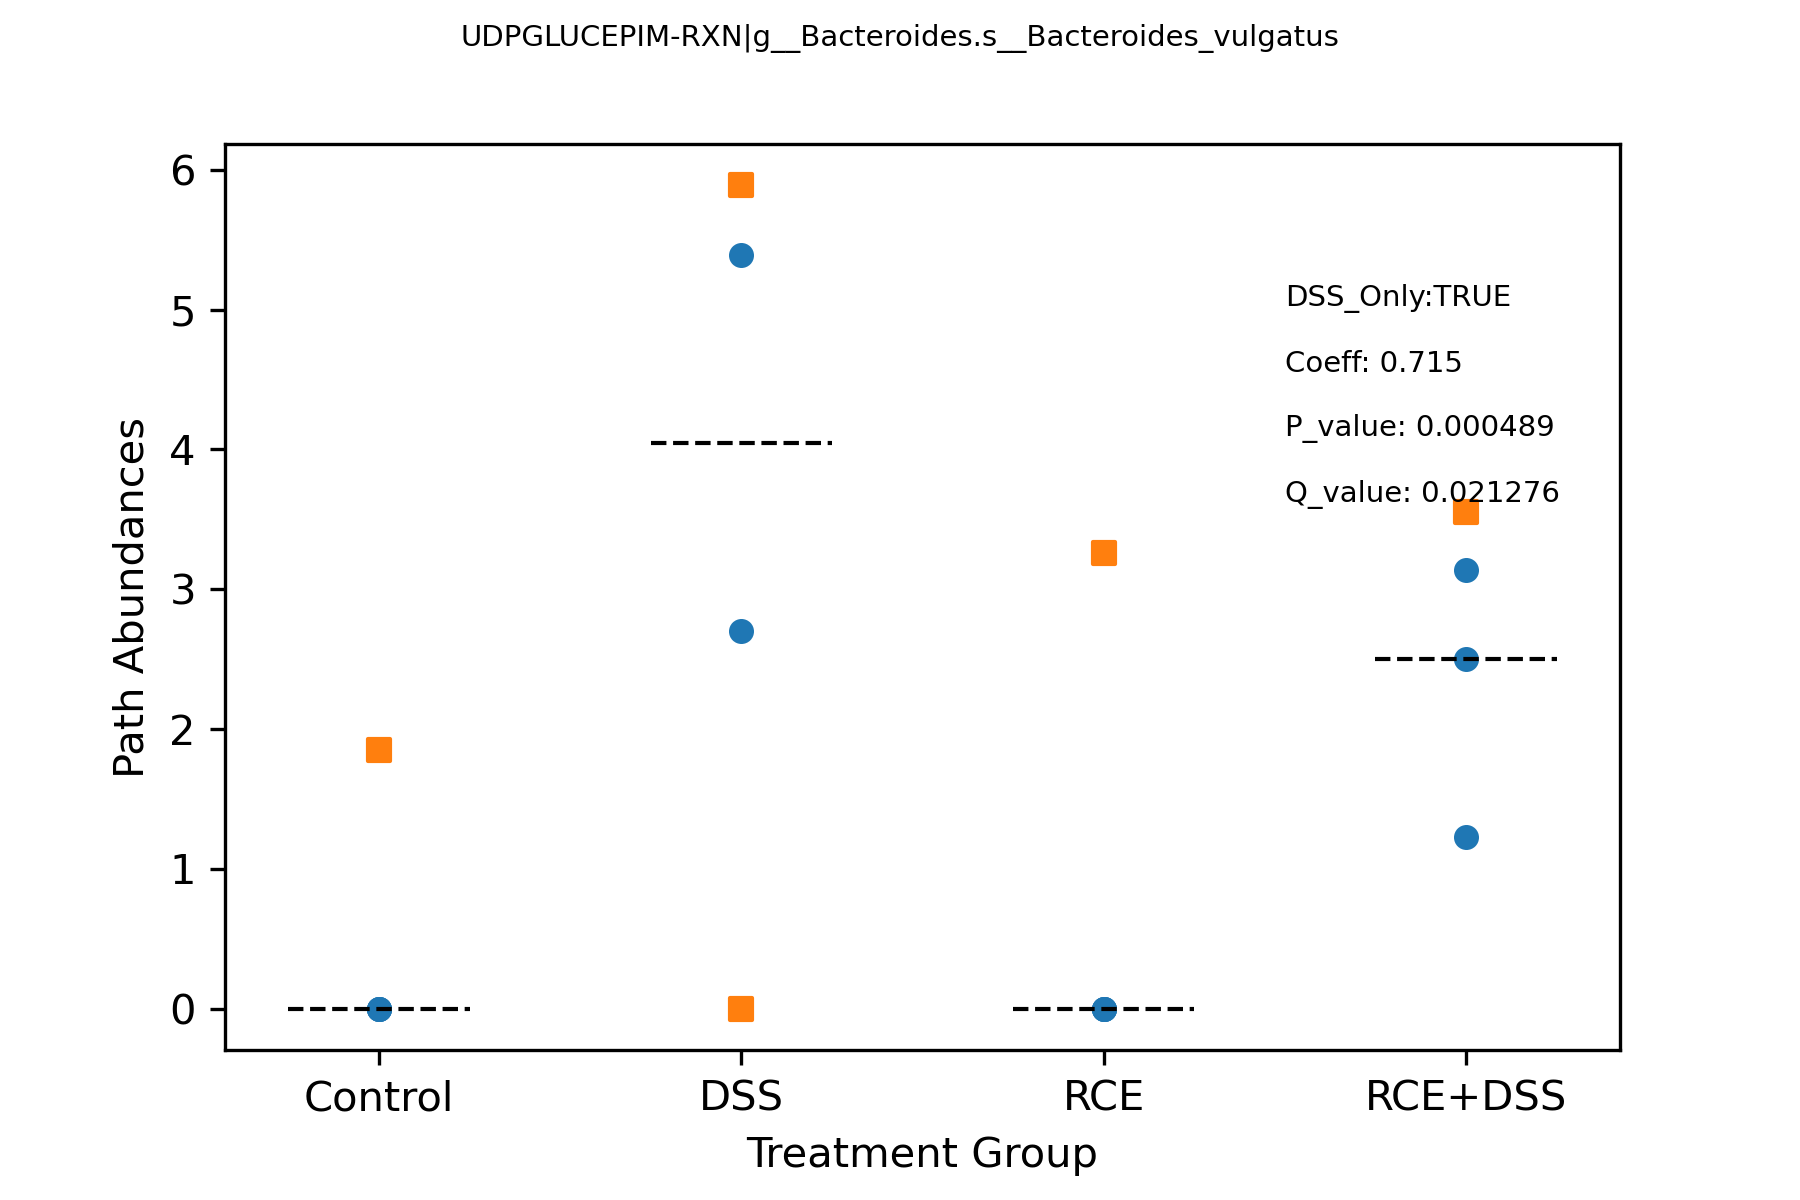 UDPGLUCEPIM-RXN|g__Bacteroides.s__Bacteroides_vulgatus
6
5
4
3
2
1
0
Path Abundances
DSS_Only:TRUE
Coeff: 0.715
P_value: 0.000489
Q_value: 0.021276
Control
DSS
RCE
RCE+DSS
Treatment Group